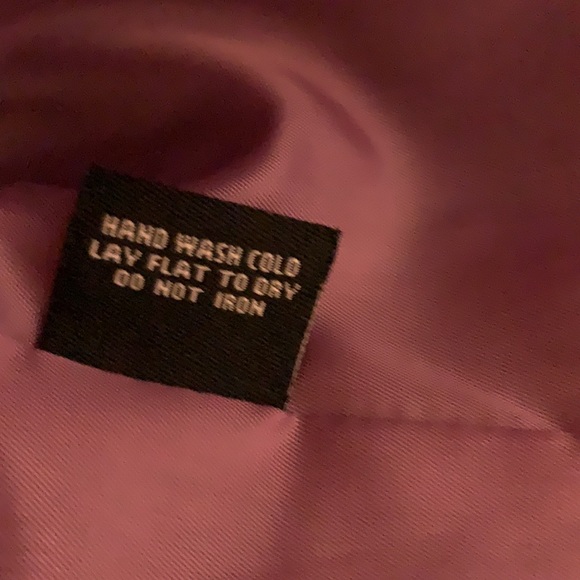 HAND WASH COLD
LAY FLAT TO DRY
DO NOT IRON